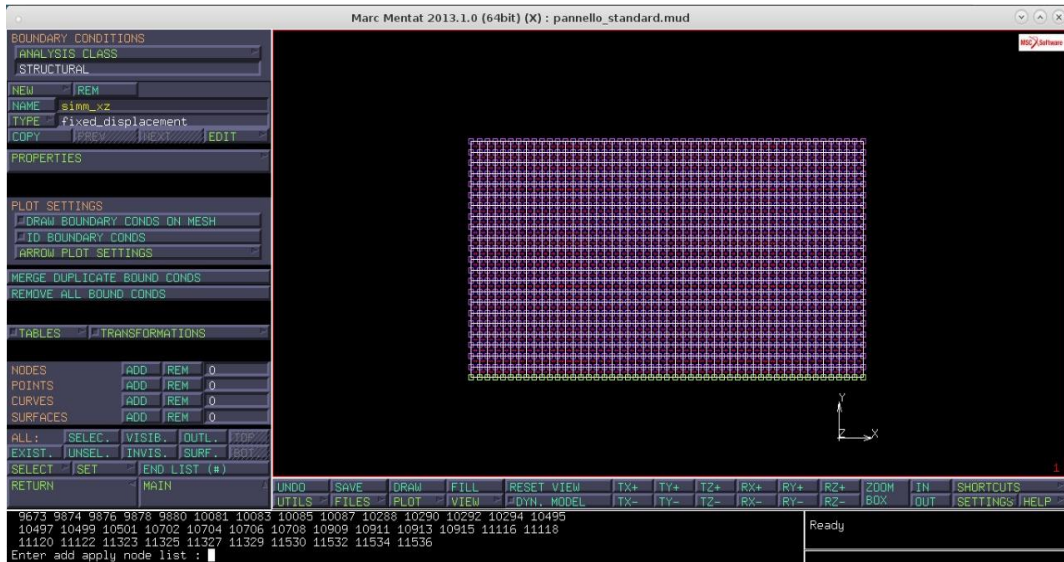 Marc Mentat 2013.1.0 (64bit) (X) : pannello_standard.mud
BOUNDARY CONDITIONS
ANALYSIS CLASS
STRUCTURAL
NEW REM
NAME simm_xz
TYPE fixed_displacement
COPY PREV NEXT EDIT
PROPERTIES
PLOT SETTINGS
DRAW BOUNDARY CONDS ON MESH
ID BOUNDARY CONDS
ARROW PLOT SETTINGS
MERGE DUPLICATE BOUND CONDS
REMOVE ALL BOUND CONDS
TABLES TRANSFORMATIONS
NODES ADD REM 0
POINTS ADD REM 0
CURVES ADD REM 0
SURFACES ADD REM 0
ALL: SELEC. VISIB. OUTL. TOP
EXIST. UNSEL. INVIS. SURF. BOT.
SELECT SET END LIST (#)
RETURN MAIN
MSC Software
Y
Z X
1
UNDO SAVE DRAW FILL RESET VIEW TX+ TY+ TZ+ RX+ RY+ RZ+ ZOOM IN SHORTCUTS
UTILS FILES PLOT VIEW DYN. MODEL TX- TY- TZ- RX- RY- RZ- BOX OUT SETTINGS HELP
9673 9874 9876 9878 9880 10081 10083 10085 10087 10288 10290 10292 10294 10495
10497 10499 10501 10702 10704 10706 10708 10909 10911 10913 10915 11116 11118
11120 11122 11323 11325 11327 11329 11530 11532 11534 11536
Enter add apply node list :
Ready